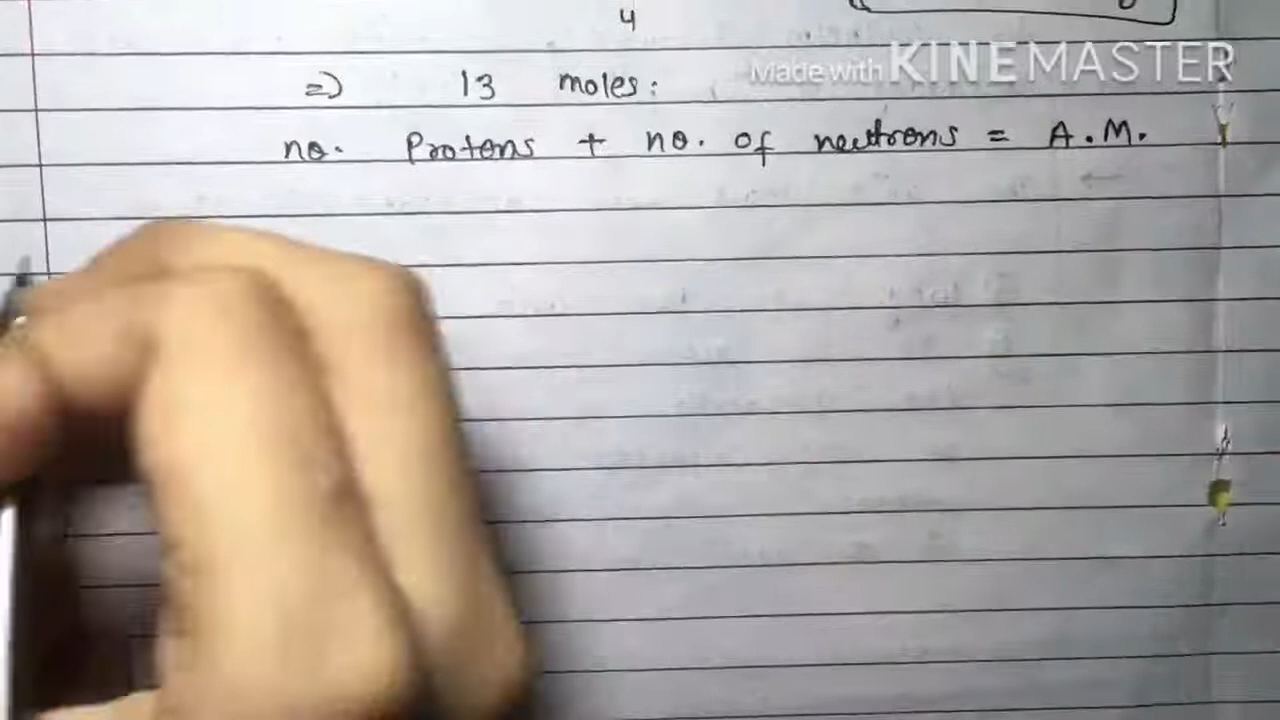 4
=> 13 moles:
Made with KINEMASTER
no. Protons + no. of neutrons = A.M.